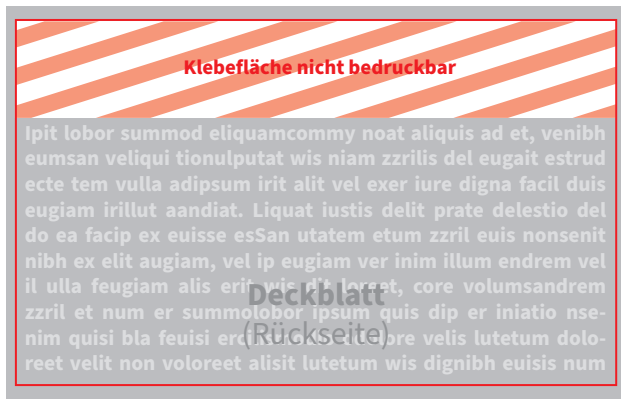 Klebefläche nicht bedruckbar
Ipit lobor summod eliquamcommy noat aliquis ad et, venibh
eumsan veliqui tionulputat wis niam zzrilis del eugait estrud
ecte tem vulla adipsum irit alit vel exer iure digna facil duis
eugiam irillut aandiat. Liquat iustis delit prate delestio del
do ea facip ex euisse esSan utatem etum zzril euis nonsenit
nibh ex elit augiam, vel ip eugiam ver inim illum endrem vel
il ulla feugiam alis erit core volumsandrem
Deckblatt
zzril et num er summolobor ipsum quis dip er iniatio nse-
nim quisi bla feuisi velis lutetum dolo-
(Rückseite)
reet velit non voloreet alisit lutetum wis dignibh euisis num